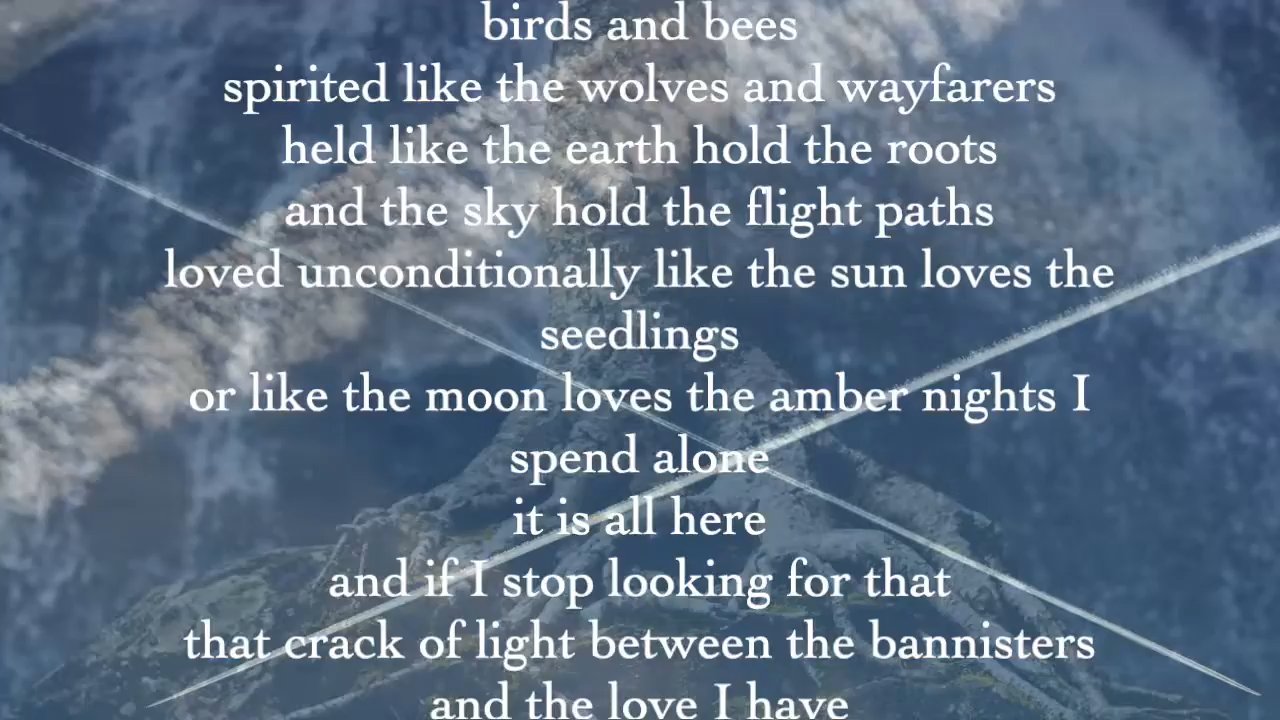 birds and bees
spirited like the wolves and wayfarers
held like the earth hold the roots
and the sky hold the flight paths
loved unconditionally like the sun loves the
seedlings
or like the moon loves the amber nights I
spend alone
it is all here
and if I stop looking for that
that crack of light between the bannisters
and the love I have